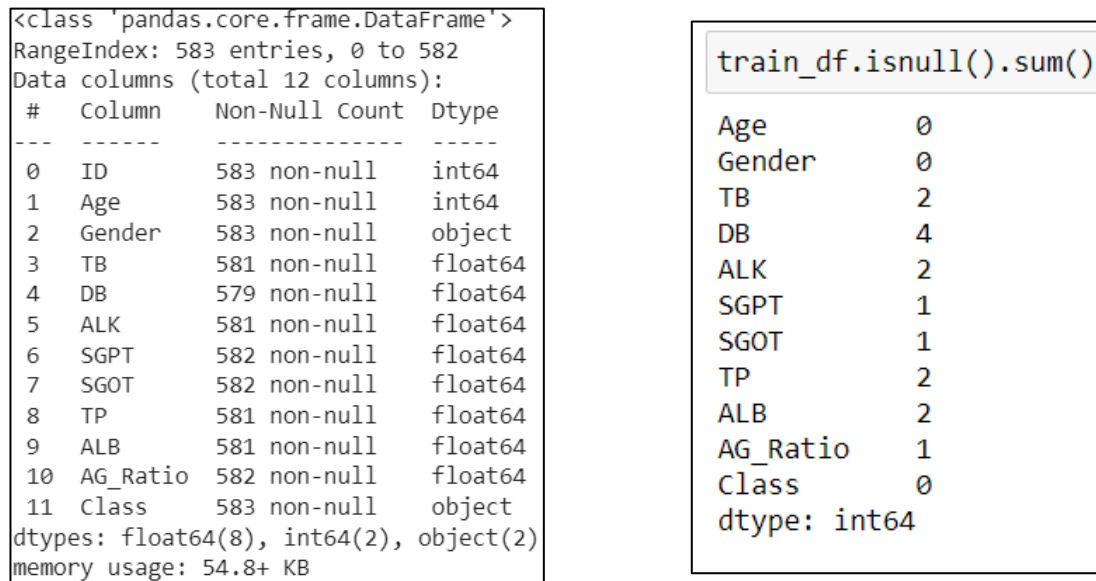 <class 'pandas.core.frame.DataFrame'>
RangeIndex: 583 entries, 0 to 582
Data columns (total 12 columns):
#   Column    Non-Null Count  Dtype
---  ------    --------------  -----
0   ID        583 non-null    int64
1   Age       583 non-null    int64
2   Gender    583 non-null    object
3   TB        581 non-null    float64
4   DB        579 non-null    float64
5   ALK       581 non-null    float64
6   SGPT      582 non-null    float64
7   SGOT      582 non-null    float64
8   TP        581 non-null    float64
9   ALB       581 non-null    float64
10  AG_Ratio  582 non-null    float64
11  Class     583 non-null    object
dtypes: float64(8), int64(2), object(2)
memory usage: 54.8+ KB
train_df.isnull().sum()
Age         0
Gender      0
TB          2
DB          4
ALK         2
SGPT        1
SGOT        1
TP          2
ALB         2
AG_Ratio    1
Class       0
dtype: int64